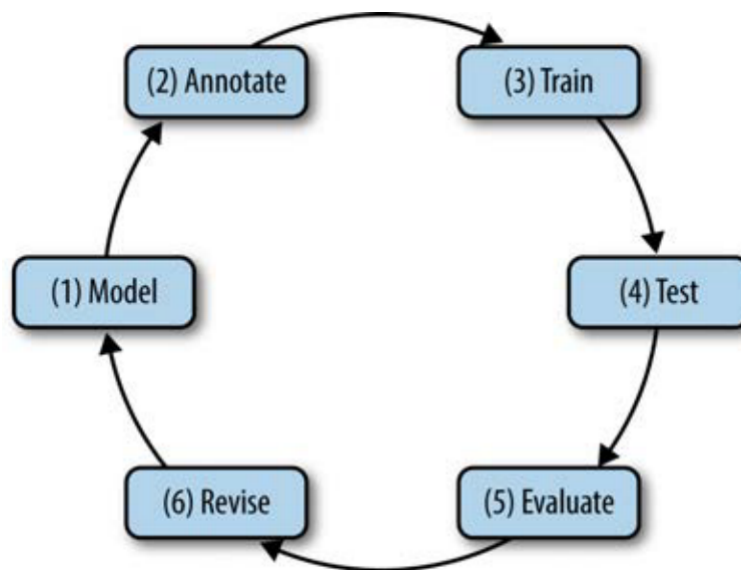 (1) Model
(2) Annotate
(3) Train
(4) Test
(5) Evaluate
(6) Revise